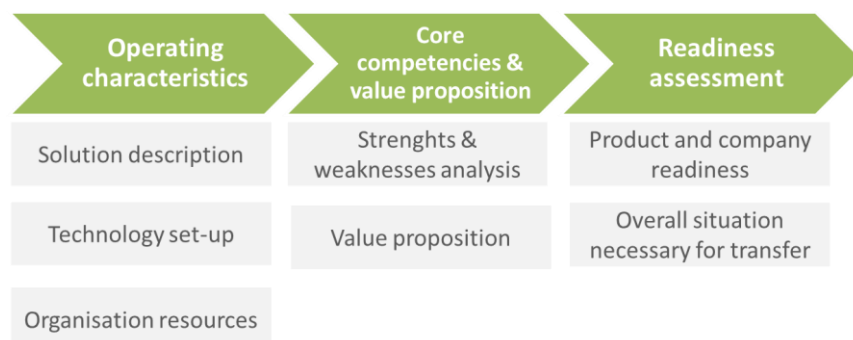 Operating
characteristics
Core
competencies &
value proposition
Readiness
assessment
Solution description
Technology set-up
Organisation resources
Strenghts &
weaknesses analysis
Value proposition
Product and company
readiness
Overall situation
necessary for transfer